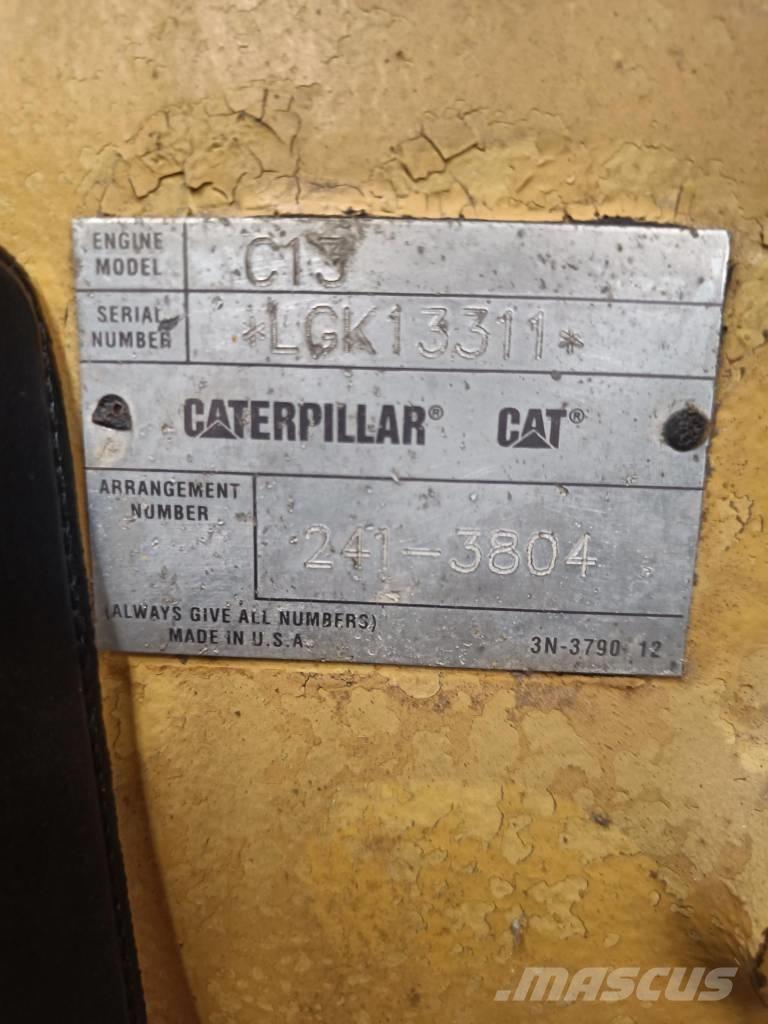 ENGINE MODEL C13
SERIAL NUMBER *LGK13311*
CATERPILLAR® CAT®
ARRANGEMENT NUMBER 241-3804
(ALWAYS GIVE ALL NUMBERS)
MADE IN U.S.A. 3N-3790 12
MASCUS